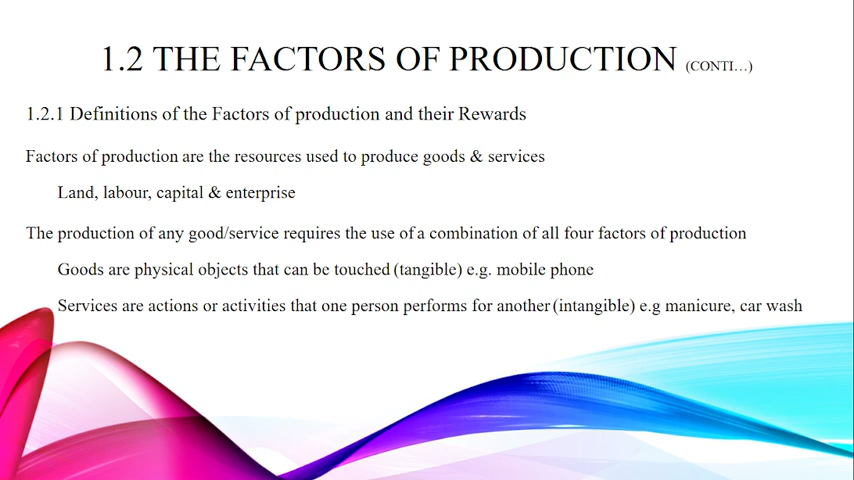 1.2 THE FACTORS OF PRODUCTION (CONTI…)
1.2.1 Definitions of the Factors of production and their Rewards
Factors of production are the resources used to produce goods & services
Land, labour, capital & enterprise
The production of any good/service requires the use of a combination of all four factors of production
Goods are physical objects that can be touched (tangible) e.g. mobile phone
Services are actions or activities that one person performs for another (intangible) e.g manicure, car wash